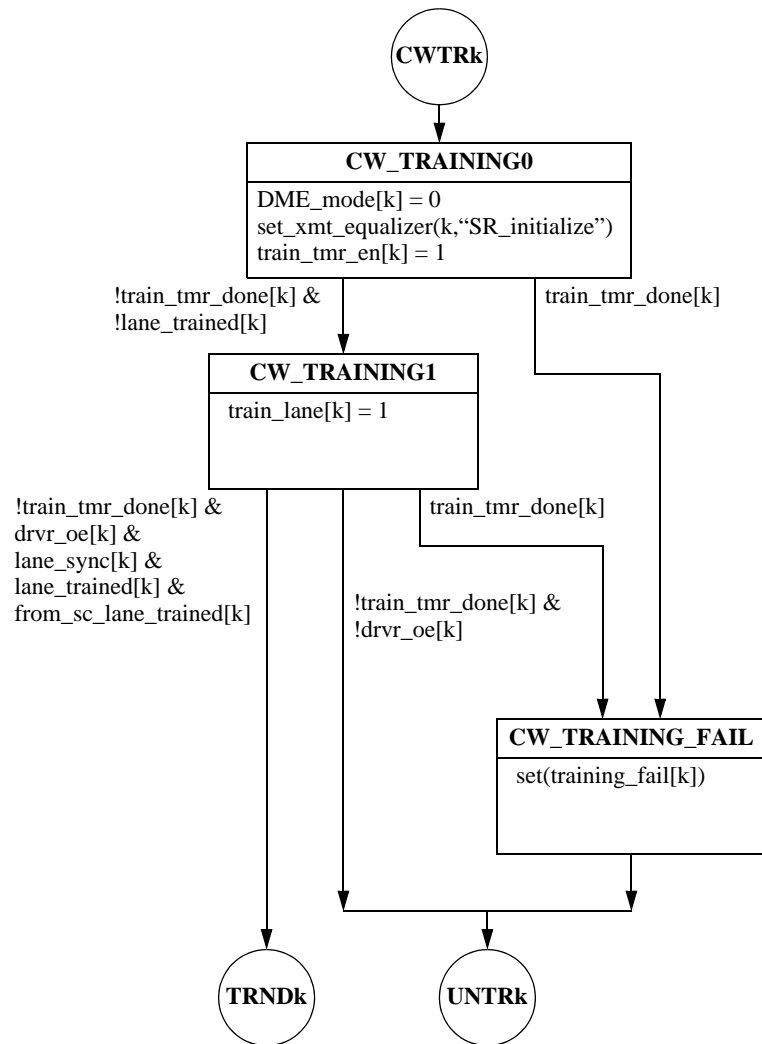 CWTRk
CW_TRAINING0
DME_mode[k] = 0
set_xmt_equalizer(k,“SR_initialize”)
train_tmr_en[k] = 1
!train_tmr_done[k] &
!lane_trained[k]
train_tmr_done[k]
CW_TRAINING1
train_lane[k] = 1
!train_tmr_done[k] &
drvr_oe[k] &
lane_sync[k] &
lane_trained[k] &
from_sc_lane_trained[k]
train_tmr_done[k]
!train_tmr_done[k] &
!drvr_oe[k]
CW_TRAINING_FAIL
set(training_fail[k])
TRNDk
UNTRk